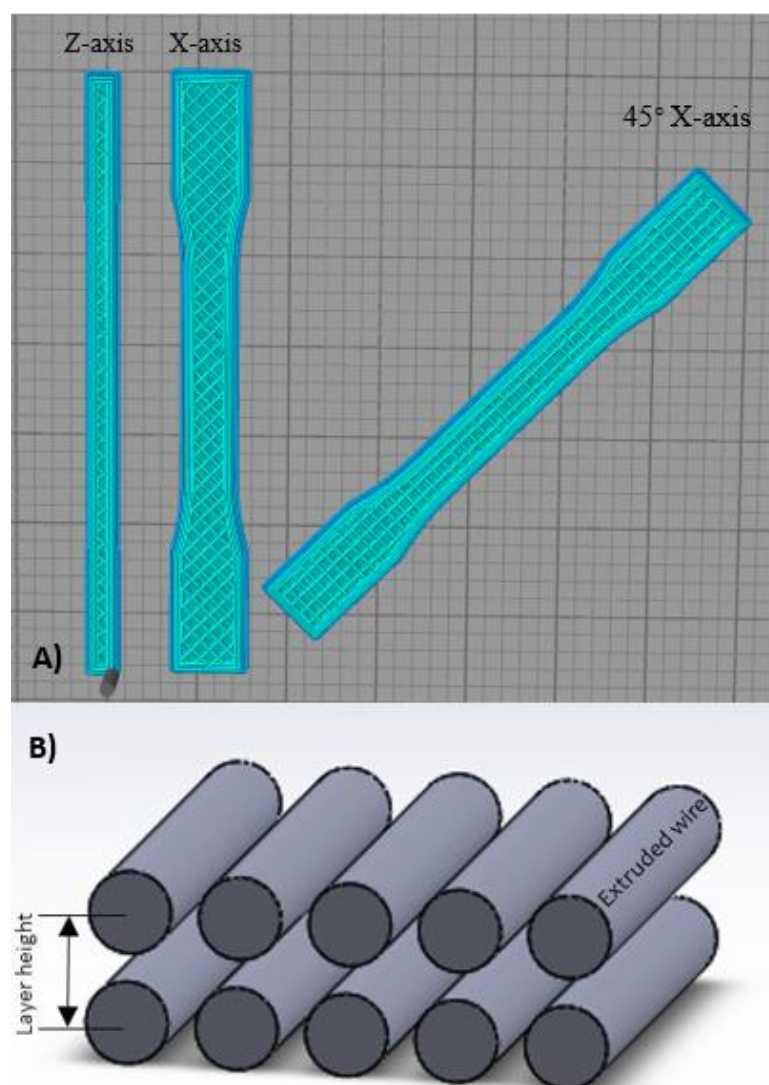 Z-axis
X-axis
45° X-axis
A)
B)
Extruded wire
Layer height